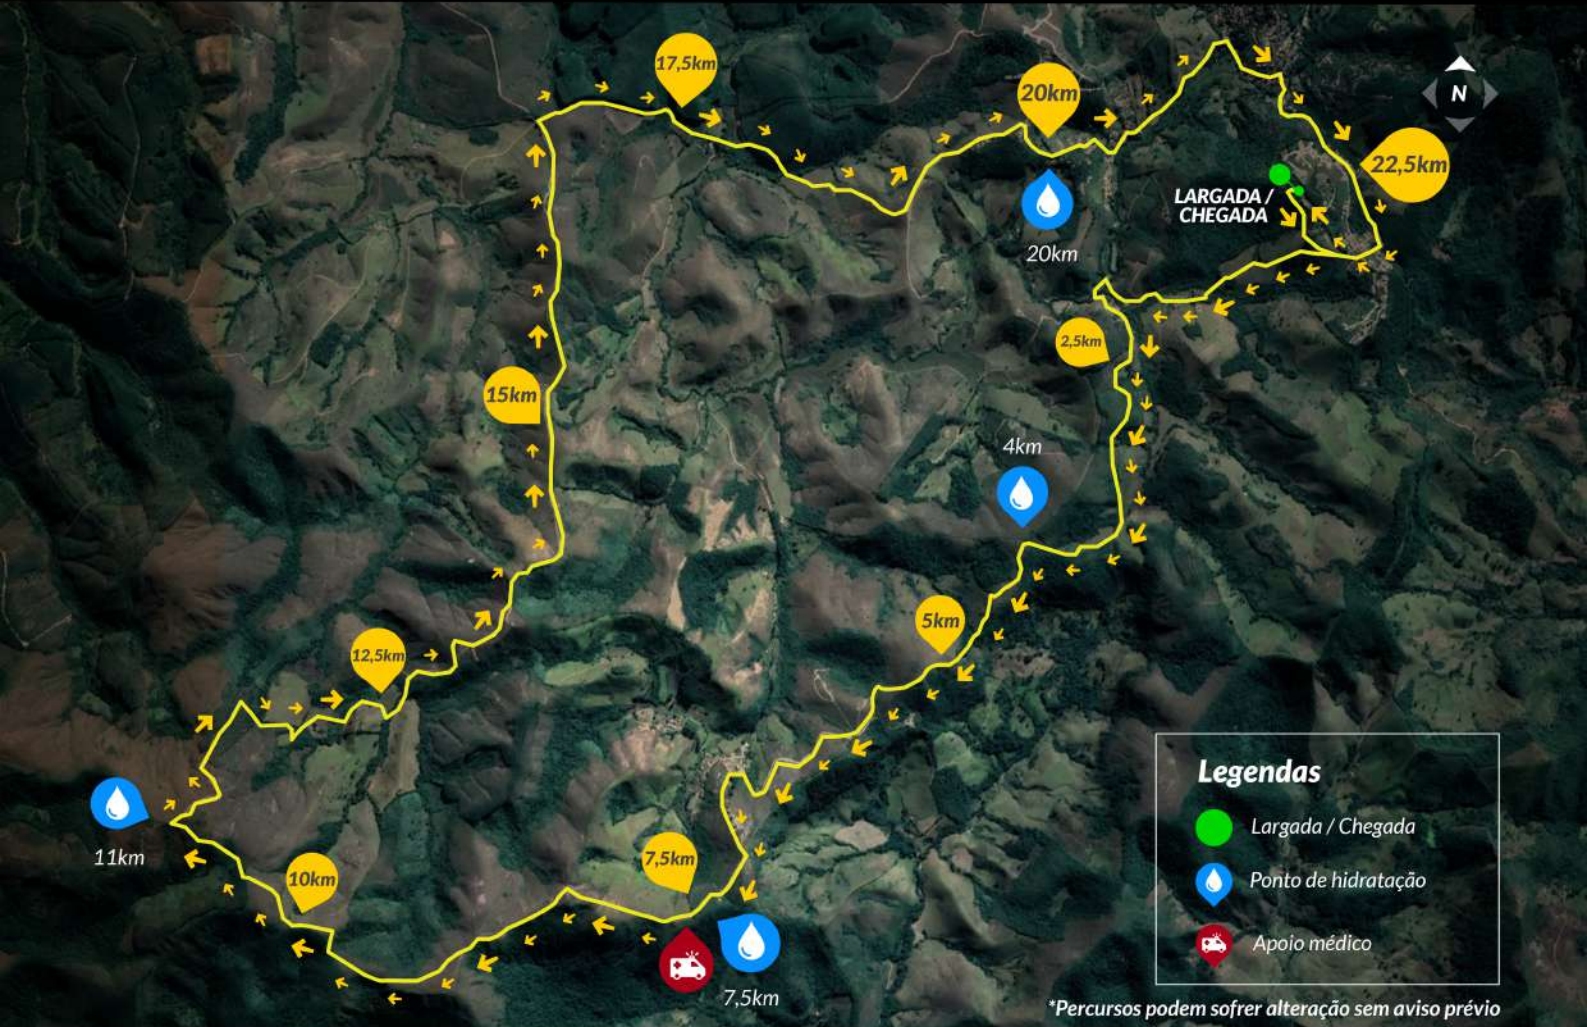 17,5km
20km
N
22,5km
LARGADA /
CHEGADA
20km
2,5km
15km
4km
5km
12,5km
11km
10km
7,5km
7,5km
Legendas
Largada / Chegada
Ponto de hidratação
Apoio médico
*Percursos podem sofrer alteração sem aviso prévio